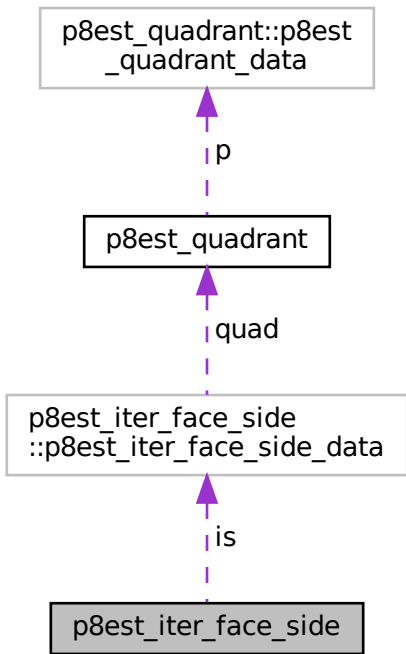 p8est_quadrant::p8est
_quadrant_data
p
p8est_quadrant
quad
p8est_iter_face_side
::p8est_iter_face_side_data
is
p8est_iter_face_side